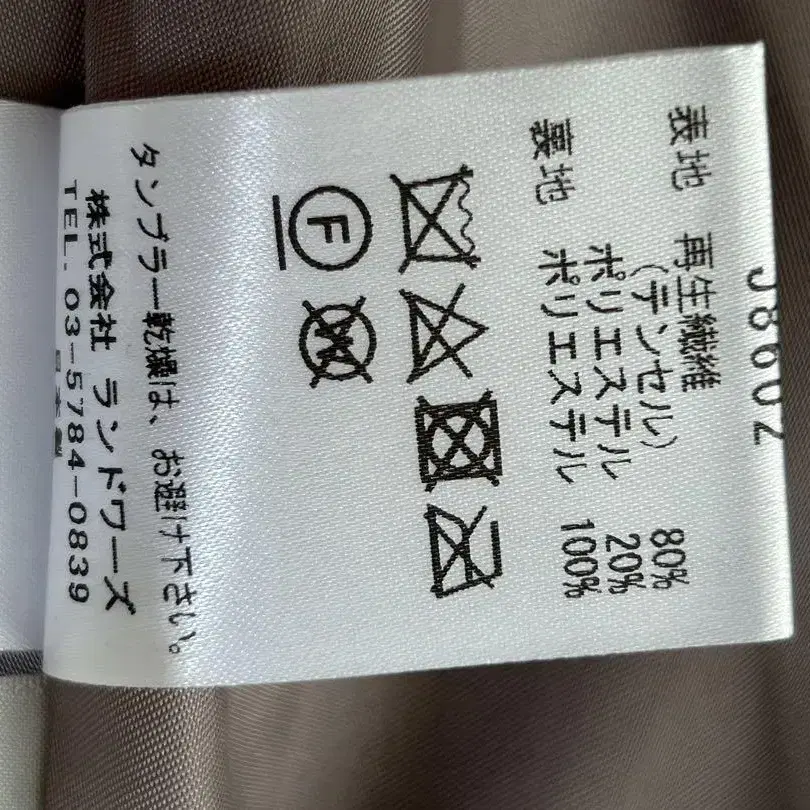 表地 再生繊維
(テンセル) 80%
ポリエステル 20%
裏地 ポリエステル 100%
F
W
タンブラー乾燥は、お避け下さい。
株式会社 ランドワーズ
TEL. 03-5784-0839